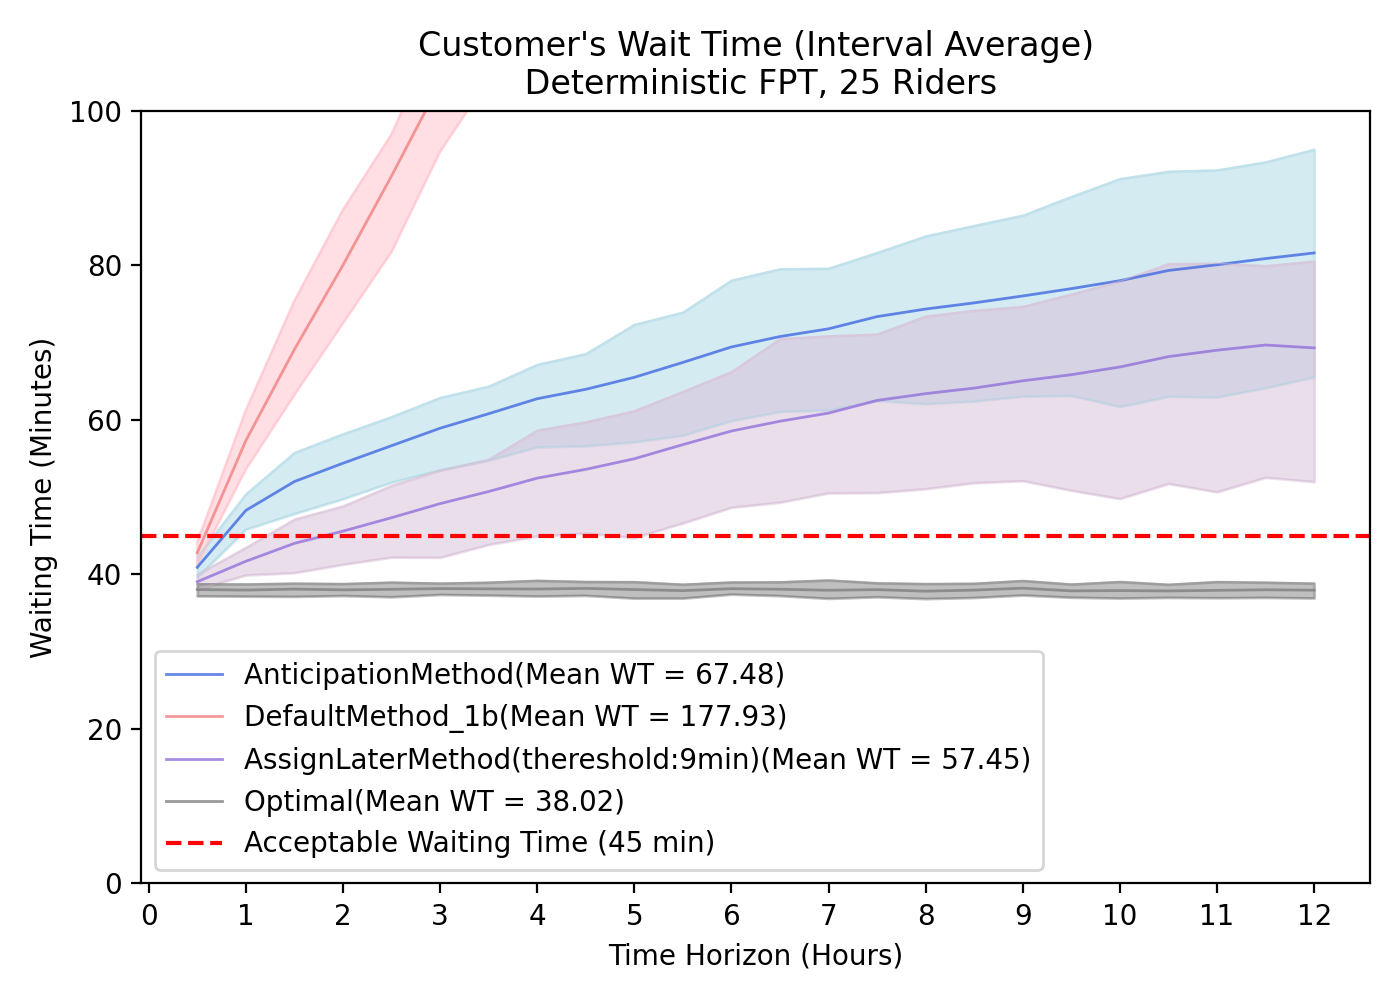 Customer's Wait Time (Interval Average)
Deterministic FPT, 25 Riders
100
80
60
40
20
0
Waiting Time (Minutes)
AnticipationMethod(Mean WT = 67.48)
DefaultMethod_1b(Mean WT = 177.93)
AssignLaterMethod(thereshold:9min)(Mean WT = 57.45)
Optimal(Mean WT = 38.02)
Acceptable Waiting Time (45 min)
0 1 2 3 4 5 6 7 8 9 10 11 12
Time Horizon (Hours)